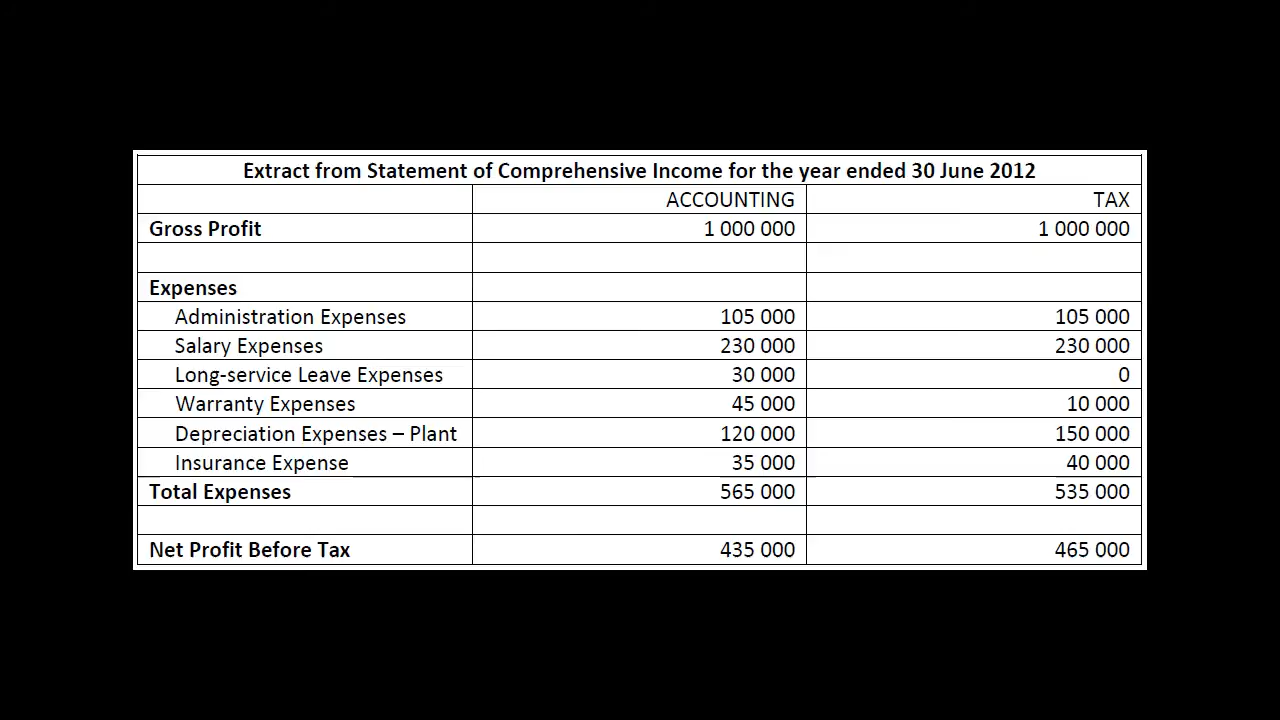 Extract from Statement of Comprehensive Income for the year ended 30 June 2012
ACCOUNTING TAX
Gross Profit 1 000 000 1 000 000
Expenses
Administration Expenses 105 000 105 000
Salary Expenses 230 000 230 000
Long-service Leave Expenses 30 000 0
Warranty Expenses 45 000 10 000
Depreciation Expenses – Plant 120 000 150 000
Insurance Expense 35 000 40 000
Total Expenses 565 000 535 000
Net Profit Before Tax 435 000 465 000